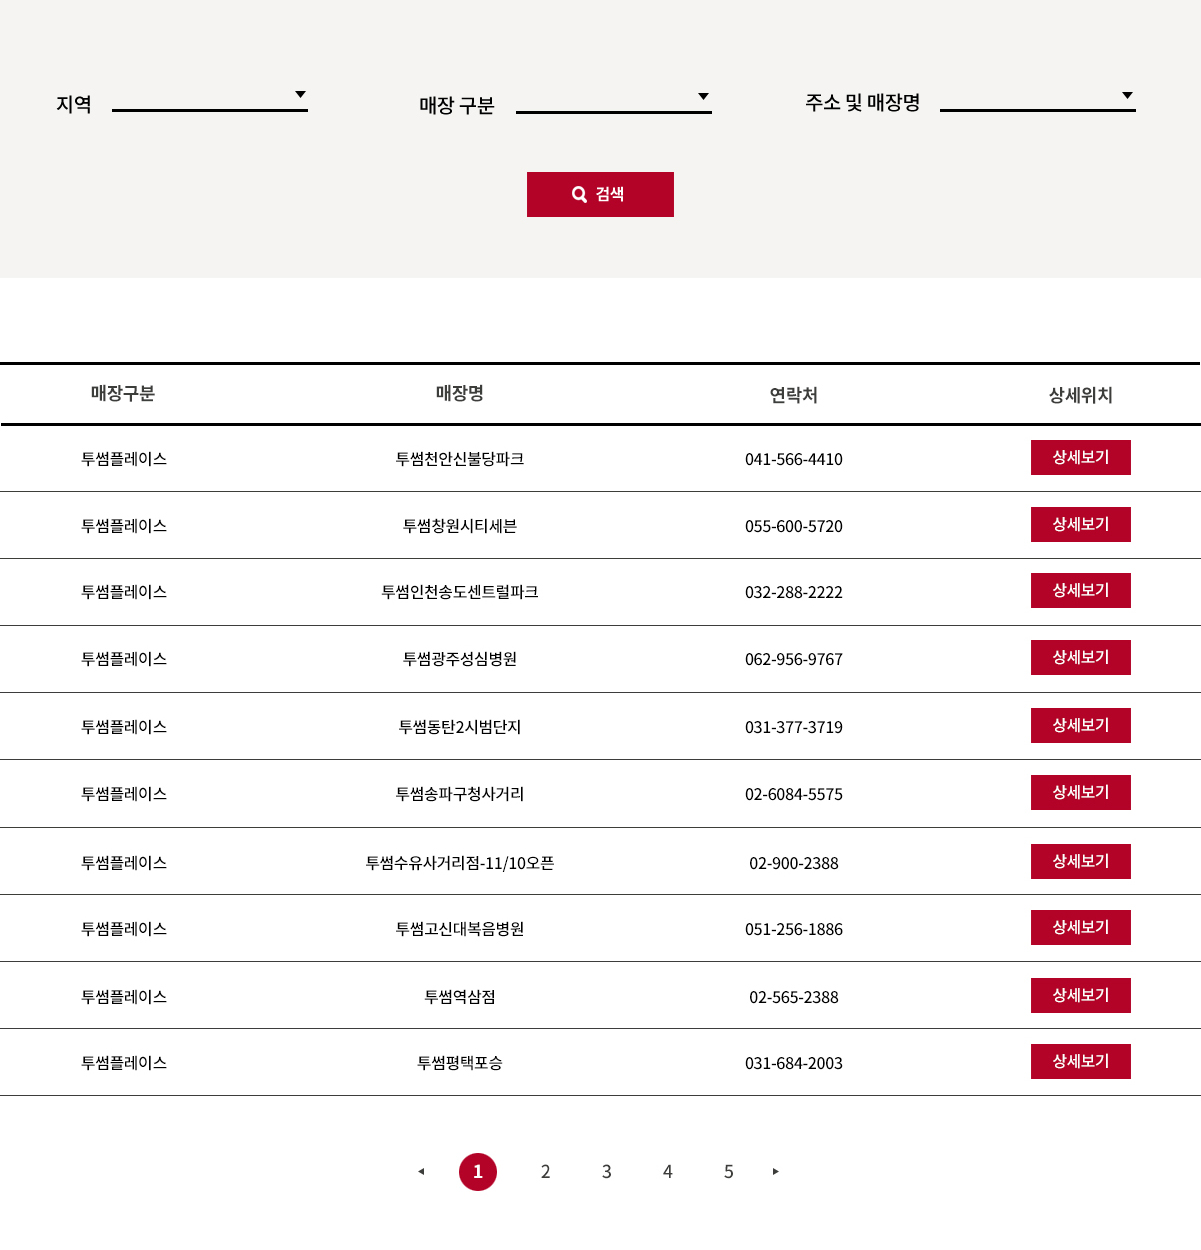 지역 매장 구분 주소 및 매장명
검색
매장구분 매장명 연락처 상세위치
투썸플레이스 투썸천안신불당파크 041-566-4410 상세보기
투썸플레이스 투썸창원시티세븐 055-600-5720 상세보기
투썸플레이스 투썸인천송도센트럴파크 032-288-2222 상세보기
투썸플레이스 투썸광주성심병원 062-956-9767 상세보기
투썸플레이스 투썸동탄2시범단지 031-377-3719 상세보기
투썸플레이스 투썸송파구청사거리 02-6084-5575 상세보기
투썸플레이스 투썸수유사거리점-11/10오픈 02-900-2388 상세보기
투썸플레이스 투썸고신대복음병원 051-256-1886 상세보기
투썸플레이스 투썸역삼점 02-565-2388 상세보기
투썸플레이스 투썸평택포승 031-684-2003 상세보기
1 2 3 4 5